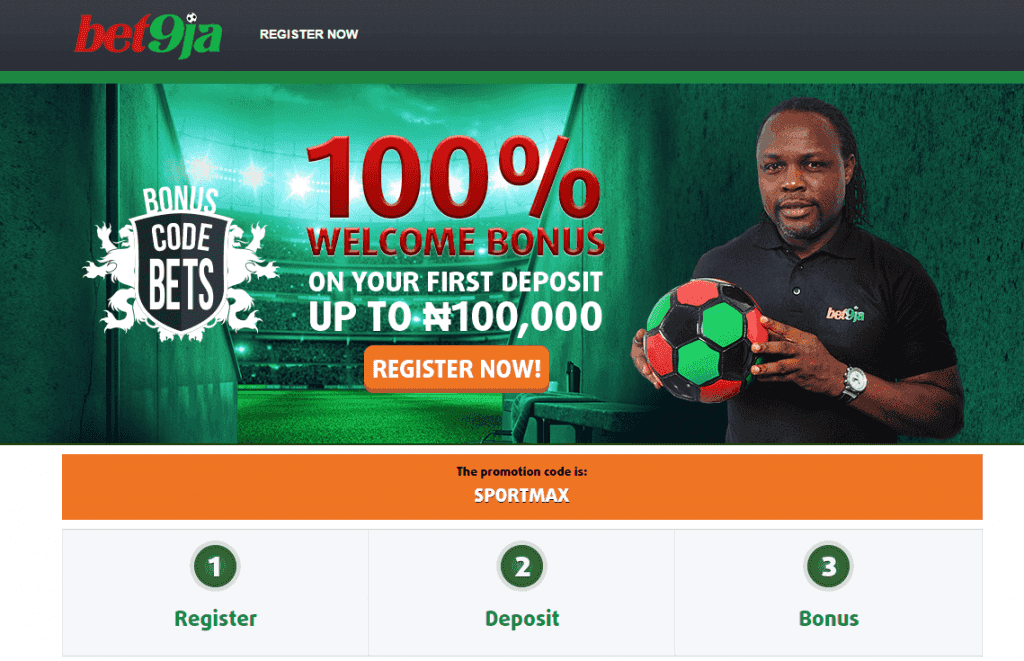 bet9ja
REGISTER NOW
BONUS
CODE
BETS
100%
WELCOME BONUS
ON YOUR FIRST DEPOSIT
UP TO ₦100,000
REGISTER NOW!
bet9ja
The promotion code is:
SPORTMAX
1
2
3
Register
Deposit
Bonus